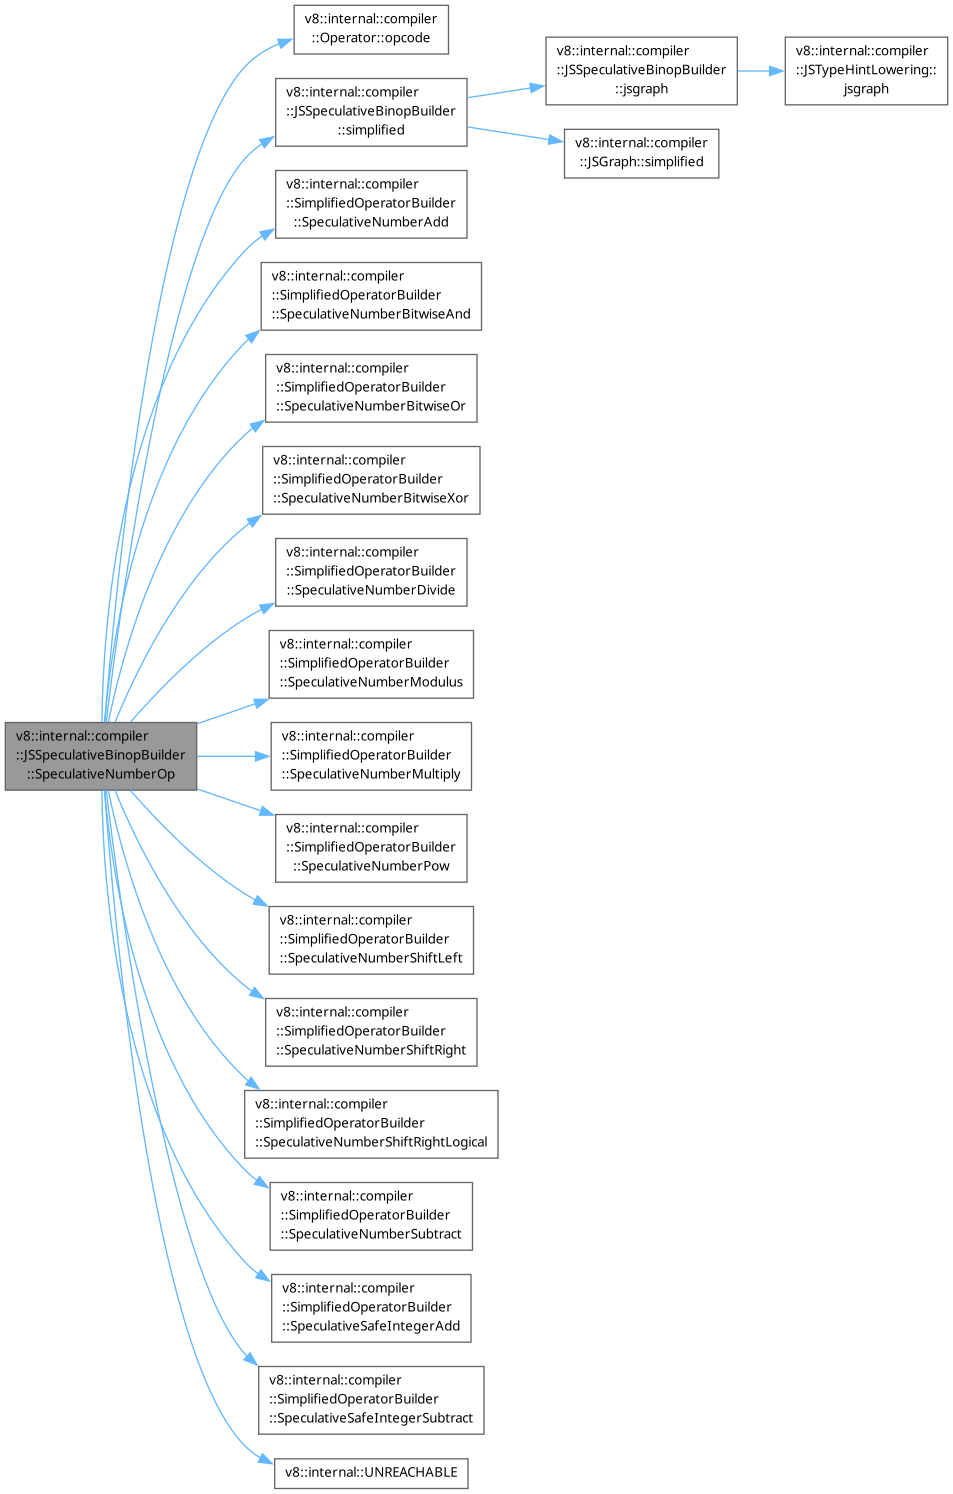 v8::internal::compiler
::Operator::opcode
v8::internal::compiler
::JSSpeculativeBinopBuilder
::simplified
v8::internal::compiler
::JSSpeculativeBinopBuilder
::jsgraph
v8::internal::compiler
::JSTypeHintLowering::
jsgraph
v8::internal::compiler
::JSGraph::simplified
v8::internal::compiler
::SimplifiedOperatorBuilder
::SpeculativeNumberAdd
v8::internal::compiler
::SimplifiedOperatorBuilder
::SpeculativeNumberBitwiseAnd
v8::internal::compiler
::SimplifiedOperatorBuilder
::SpeculativeNumberBitwiseOr
v8::internal::compiler
::SimplifiedOperatorBuilder
::SpeculativeNumberBitwiseXor
v8::internal::compiler
::SimplifiedOperatorBuilder
::SpeculativeNumberDivide
v8::internal::compiler
::SimplifiedOperatorBuilder
::SpeculativeNumberModulus
v8::internal::compiler
::JSSpeculativeBinopBuilder
::SpeculativeNumberOp
v8::internal::compiler
::SimplifiedOperatorBuilder
::SpeculativeNumberMultiply
v8::internal::compiler
::SimplifiedOperatorBuilder
::SpeculativeNumberPow
v8::internal::compiler
::SimplifiedOperatorBuilder
::SpeculativeNumberShiftLeft
v8::internal::compiler
::SimplifiedOperatorBuilder
::SpeculativeNumberShiftRight
v8::internal::compiler
::SimplifiedOperatorBuilder
::SpeculativeNumberShiftRightLogical
v8::internal::compiler
::SimplifiedOperatorBuilder
::SpeculativeNumberSubtract
v8::internal::compiler
::SimplifiedOperatorBuilder
::SpeculativeSafeIntegerAdd
v8::internal::compiler
::SimplifiedOperatorBuilder
::SpeculativeSafeIntegerSubtract
v8::internal::UNREACHABLE